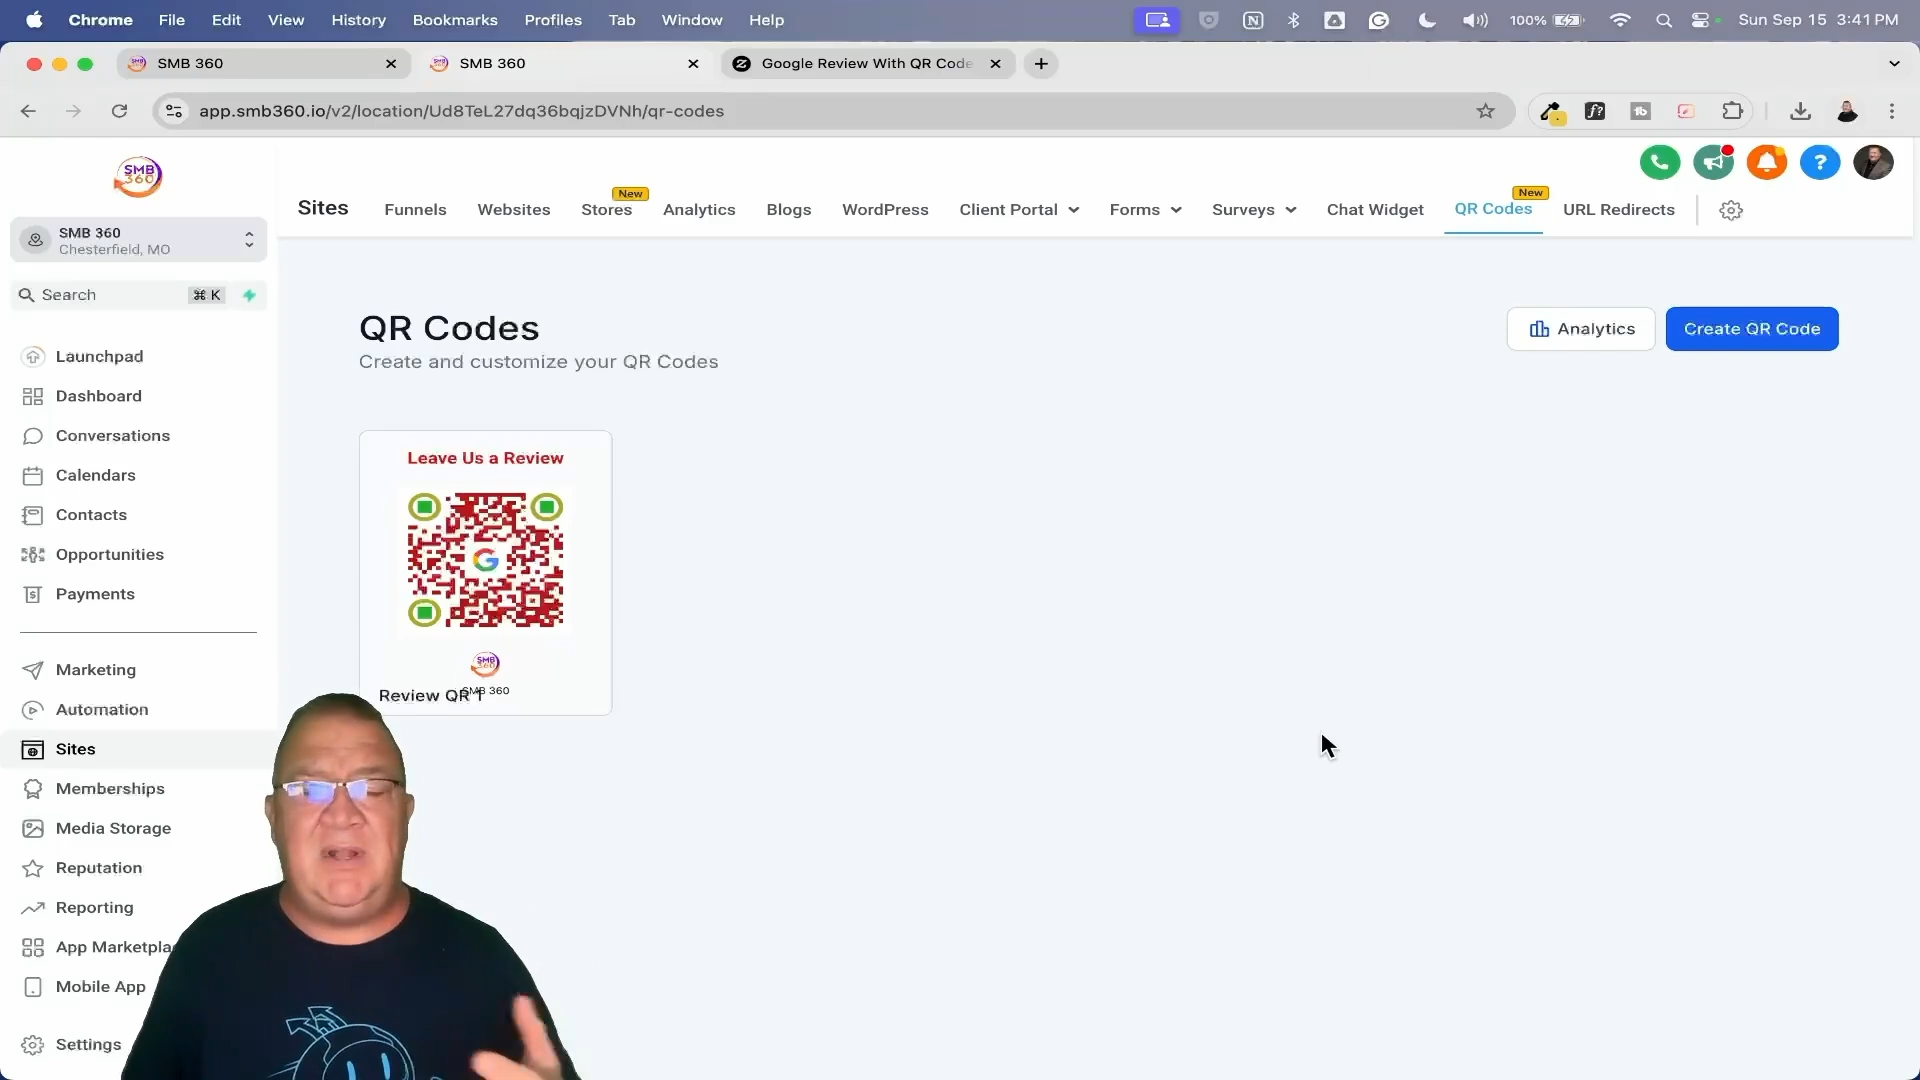 Chrome File Edit View History Bookmarks Profiles Tab Window Help 100% Sun Sep 15 3:41 PM
SMB 360 SMB 360 Google Review With QR Code
app.smb360.io/v2/location/Ud8TeL27dq36bqjzDVNh/qr-codes
SMB
360
SMB 360
Chesterfield, MO
Search ⌘ K
Launchpad
Dashboard
Conversations
Calendars
Contacts
Opportunities
Payments
Marketing
Automation
Sites
Memberships
Media Storage
Reputation
Reporting
App Marketpla
Mobile App
Settings
New New
Sites Funnels Websites Stores Analytics Blogs WordPress Client Portal Forms Surveys Chat Widget QR Codes URL Redirects
QR Codes
Create and customize your QR Codes
Analytics Create QR Code
Leave Us a Review
G
SMB
360
SMB 360
Review QR 1